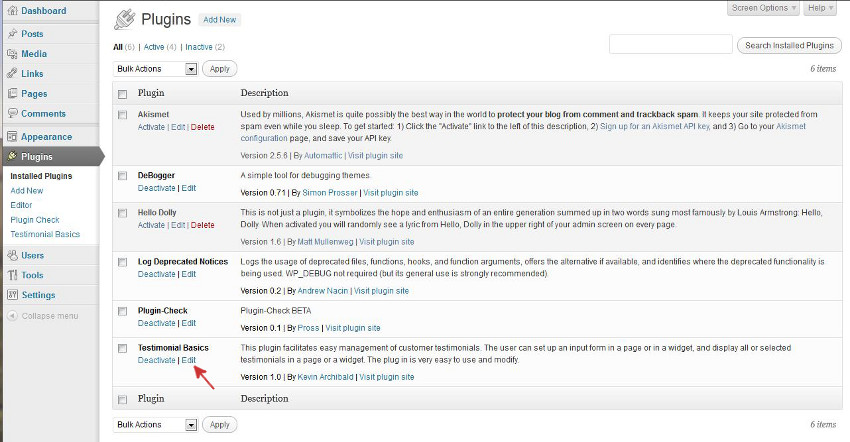 Dashboard
Posts
Media
Links
Pages
Comments
Appearance
Plugins
Installed Plugins
Add New
Editor
Plugin Check
Testimonial Basics
Users
Tools
Settings
Collapse menu
Screen Options Help
Plugins Add New
All (6) | Active (4) | Inactive (2)
Search Installed Plugins
Bulk Actions Apply 6 items
Plugin Description
Akismet
Activate | Edit | Delete
Used by millions, Akismet is quite possibly the best way in the world to protect your blog from comment and trackback spam. It keeps your site protected from
spam even while you sleep. To get started: 1) Click the "Activate" link to the left of this description, 2) Sign up for an Akismet API key, and 3) Go to your Akismet
configuration page, and save your API key.
Version 2.5.6 | By Automattic | Visit plugin site
DeBogger
Deactivate | Edit
A simple tool for debugging themes.
Version 0.71 | By Simon Prosser | Visit plugin site
Hello Dolly
Activate | Edit | Delete
This is not just a plugin, it symbolizes the hope and enthusiasm of an entire generation summed up in two words sung most famously by Louis Armstrong: Hello,
Dolly. When activated you will randomly see a lyric from Hello, Dolly in the upper right of your admin screen on every page.
Version 1.6 | By Matt Mullenweg | Visit plugin site
Log Deprecated Notices
Deactivate | Edit
Logs the usage of deprecated files, functions, hooks, and function arguments, offers the alternative if available, and identifies where the deprecated functionality is
being used. WP_DEBUG not required (but its general use is strongly recommended).
Version 0.2 | By Andrew Nacin | Visit plugin site
Plugin-Check
Deactivate | Edit
Plugin-Check BETA
Version 0.1 | By Pross | Visit plugin site
Testimonial Basics
Deactivate | Edit
This plugin facilitates easy management of customer testimonials. The user can set up an input form in a page or in a widget, and display all or selected
testimonials in a page or a widget. The plug in is very easy to use and modify.
Version 1.0 | By Kevin Archibald | Visit plugin site
Plugin Description
Bulk Actions Apply 6 items